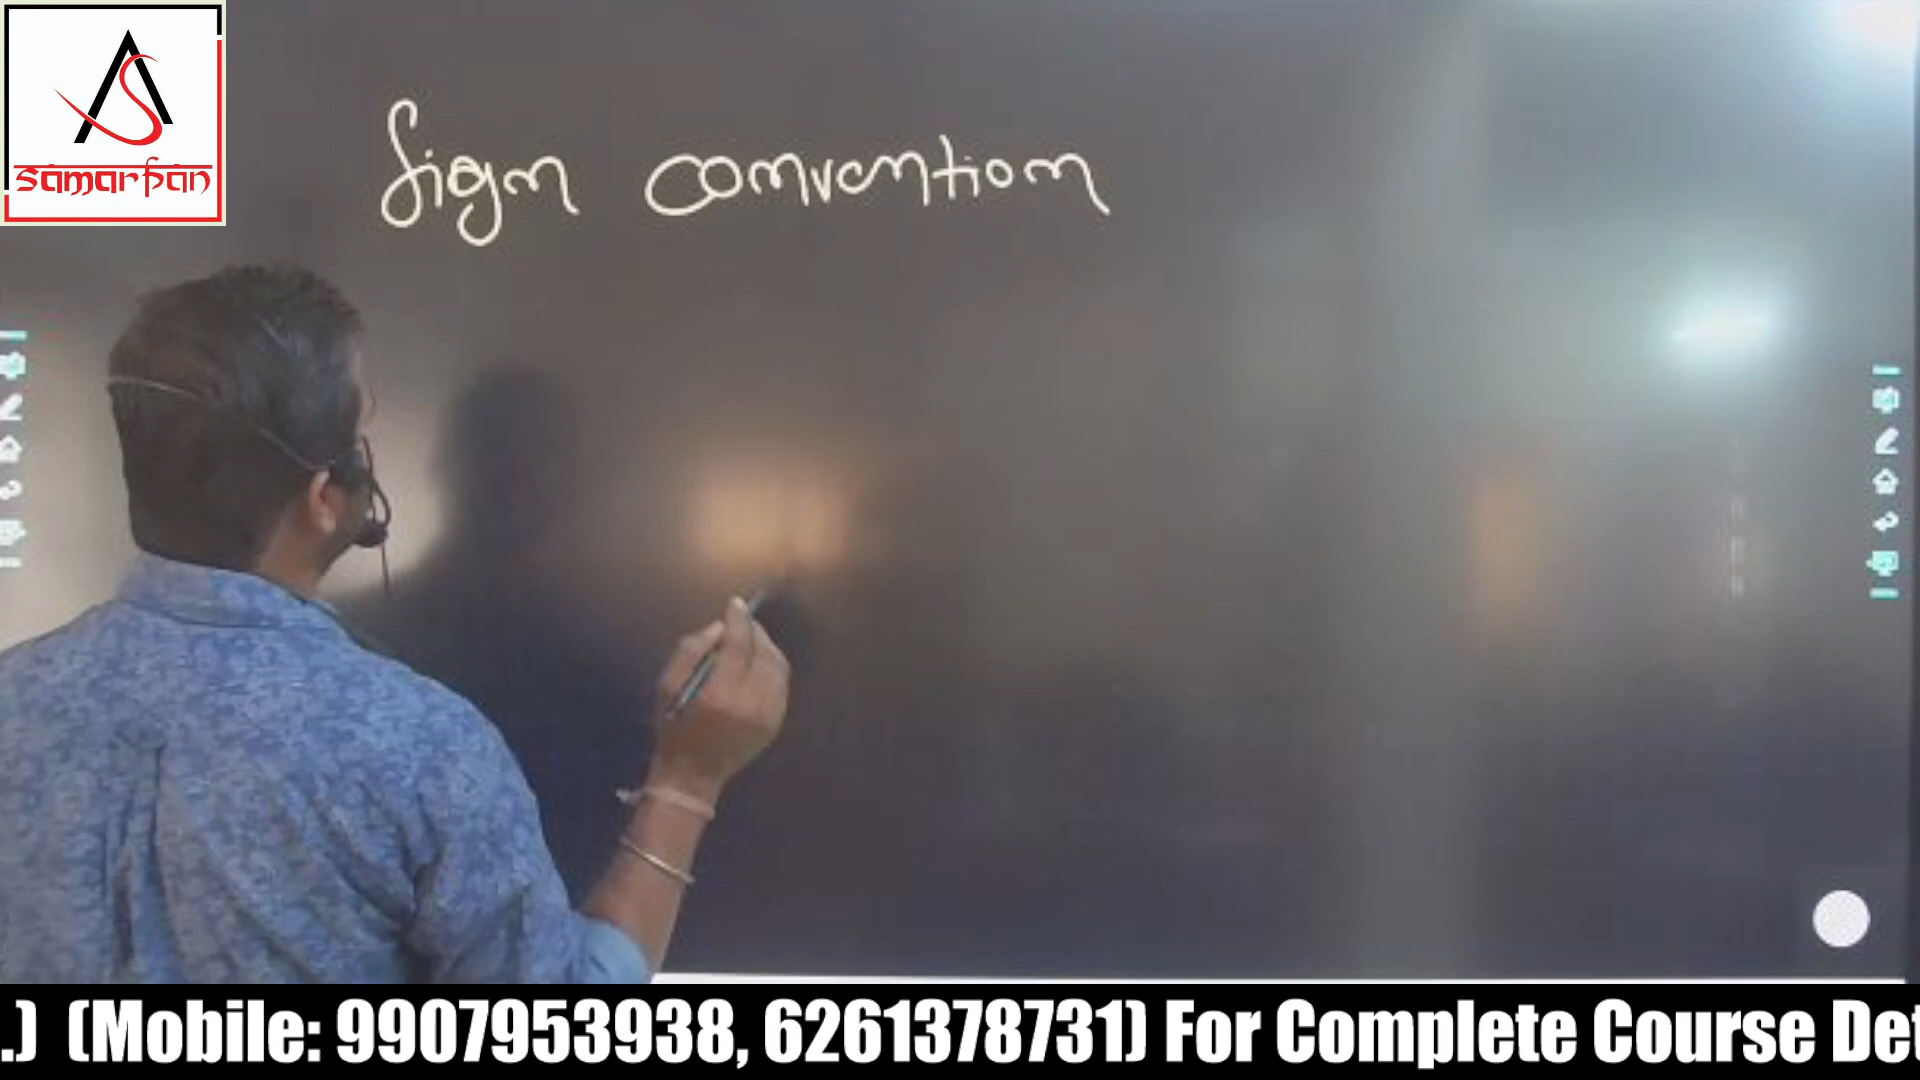 SAMARPAN
Sign convention
.) (Mobile: 9907953938, 6261378731) For Complete Course Det